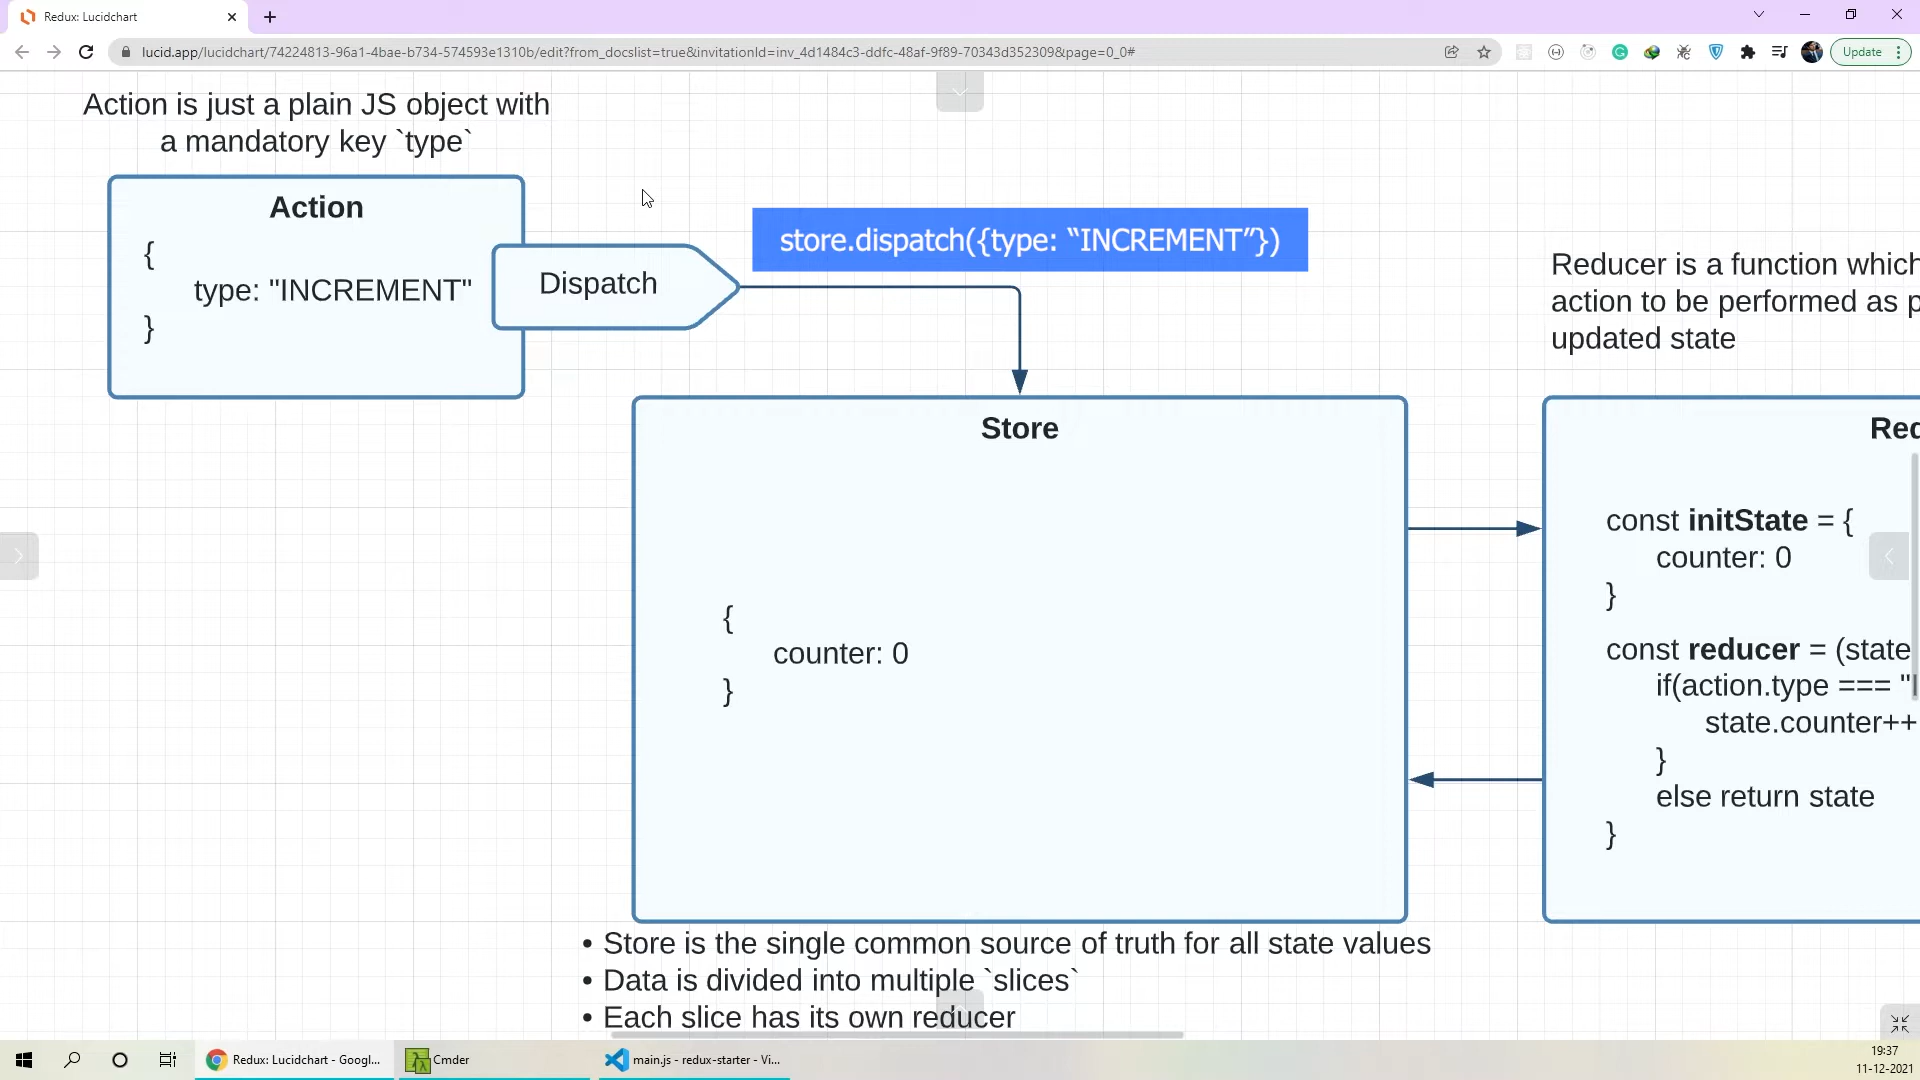 Redux: Lucidchart
lucid.app/lucidchart/74224813-96a1-4bae-b734-574593e1310b/edit?from_docslist=true&invitationId=inv_4d1484c3-ddfc-48af-9f89-70343d352309&page=0_0#
Update
Action is just a plain JS object with
a mandatory key `type`
Action
{
type: "INCREMENT"
}
Dispatch
store.dispatch({type: “INCREMENT”})
Store
{
counter: 0
}
• Store is the single common source of truth for all state values
• Data is divided into multiple `slices`
• Each slice has its own reducer
Reducer is a function which
action to be performed as p
updated state
Red
const initState = {
counter: 0
}
const reducer = (state
if(action.type === "I
state.counter++
}
else return state
}
Redux: Lucidchart - Googl...
Cmder
main.js - redux-starter - Vi...
19:37
11-12-2021